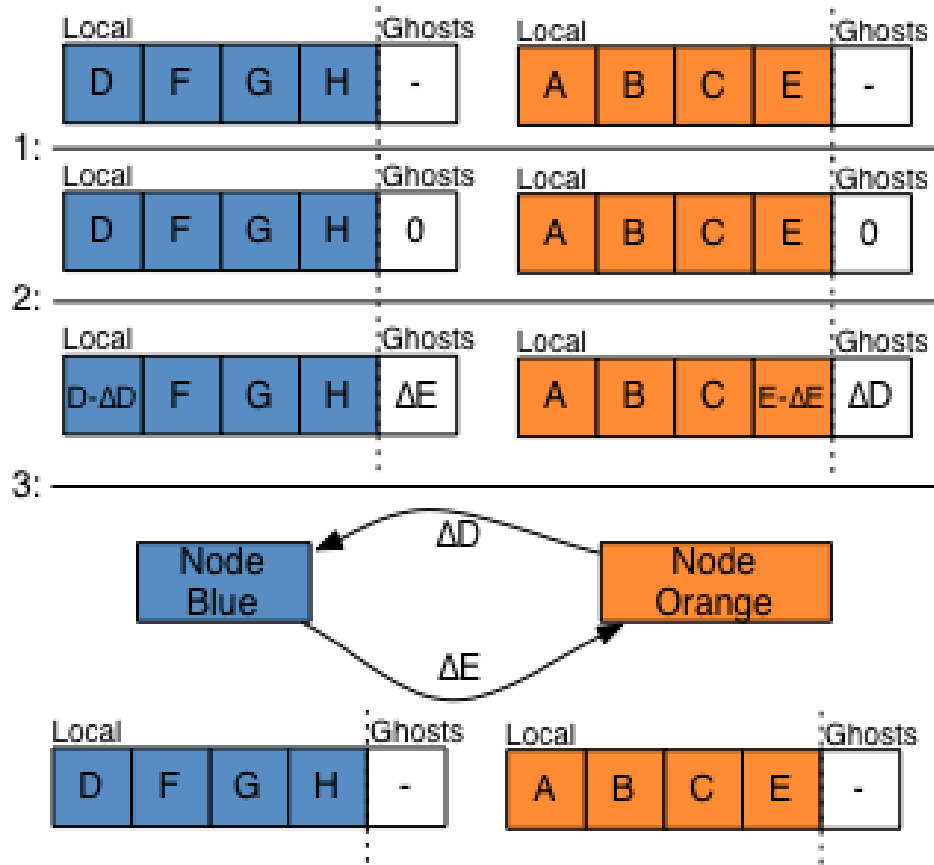 Local Ghosts Local Ghosts
D F G H - A B C E -
1:
Local Ghosts Local Ghosts
D F G H 0 A B C E 0
2:
Local Ghosts Local Ghosts
D-ΔD F G H ΔE A B C E-ΔE ΔD
3:
ΔD
Node
Blue
Node
Orange
ΔE
Local Ghosts Local Ghosts
D F G H - A B C E -